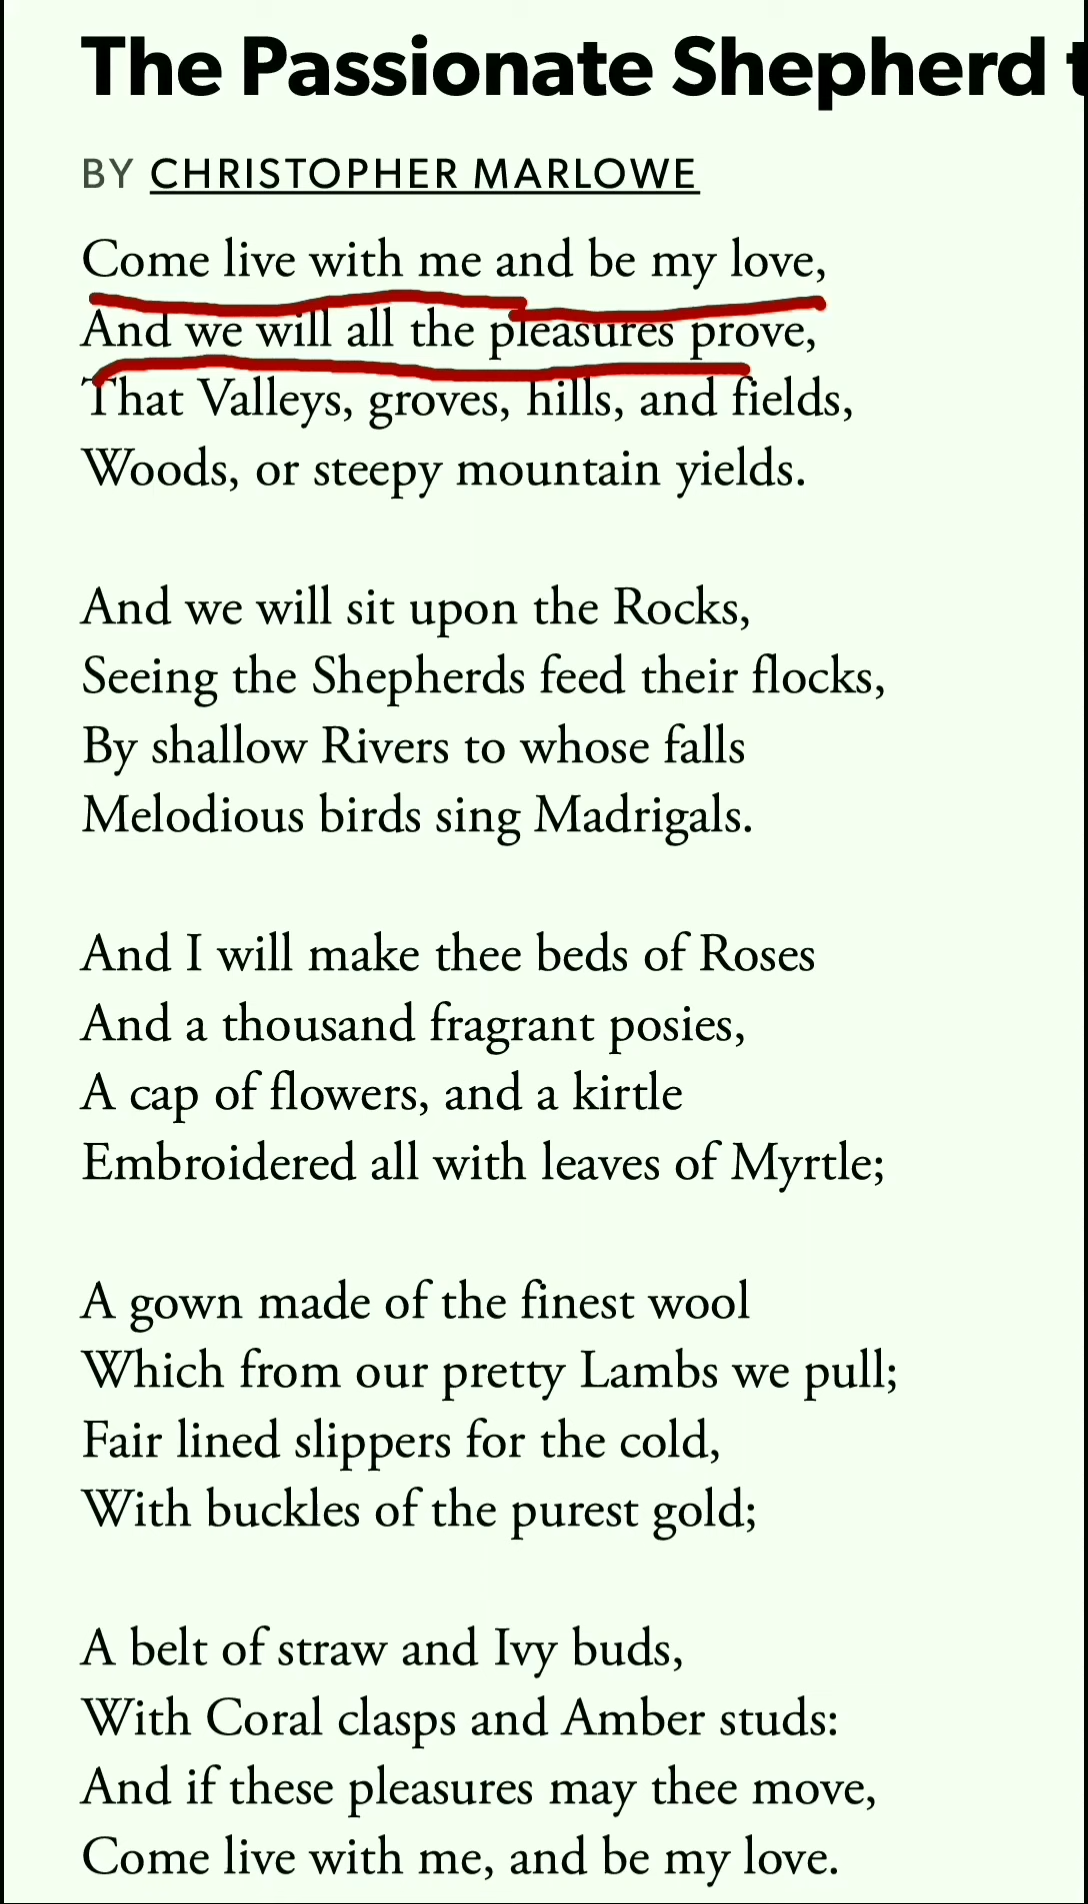 The Passionate Shepherd t
BY CHRISTOPHER MARLOWE
Come live with me and be my love,
And we will all the pleasures prove,
That Valleys, groves, hills, and fields,
Woods, or steepy mountain yields.

And we will sit upon the Rocks,
Seeing the Shepherds feed their flocks,
By shallow Rivers to whose falls
Melodious birds sing Madrigals.

And I will make thee beds of Roses
And a thousand fragrant posies,
A cap of flowers, and a kirtle
Embroidered all with leaves of Myrtle;

A gown made of the finest wool
Which from our pretty Lambs we pull;
Fair lined slippers for the cold,
With buckles of the purest gold;

A belt of straw and Ivy buds,
With Coral clasps and Amber studs:
And if these pleasures may thee move,
Come live with me, and be my love.